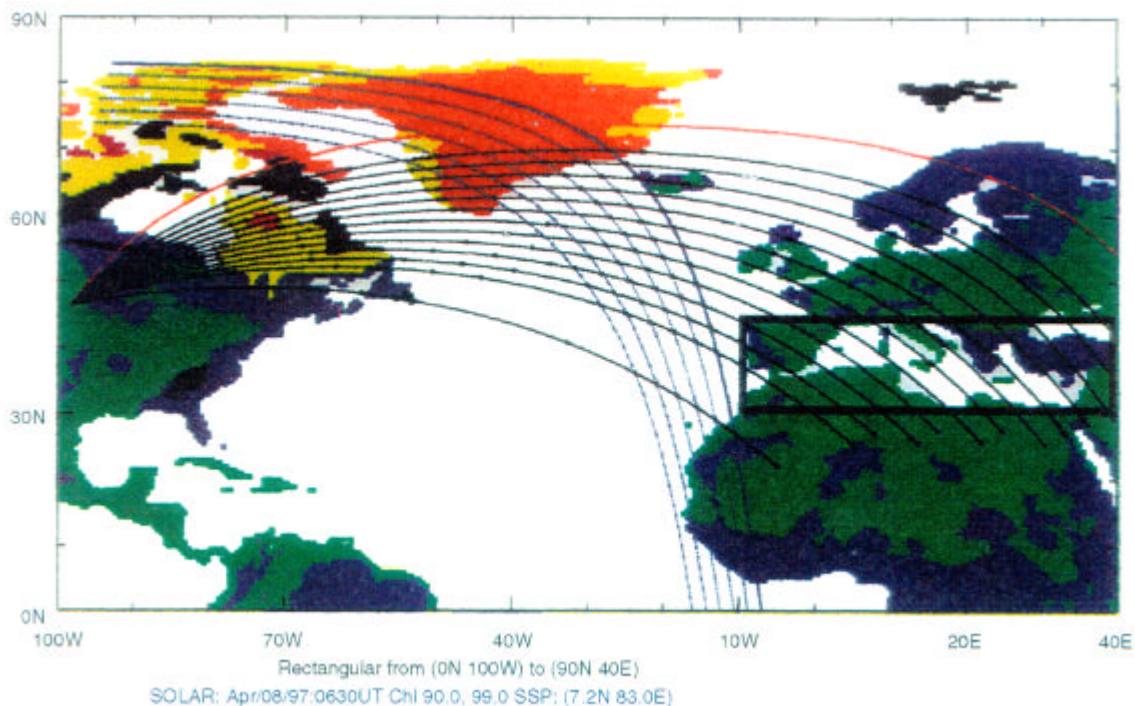 90N
60N
30N
0N
100W 70W 40W 10W 20E 40E
Rectangular from (0N 100W) to (90N 40E)
SOLAR: Apr/08/97:0630UT Chi 90.0, 99.0 SSP: (7.2N 83.0E)